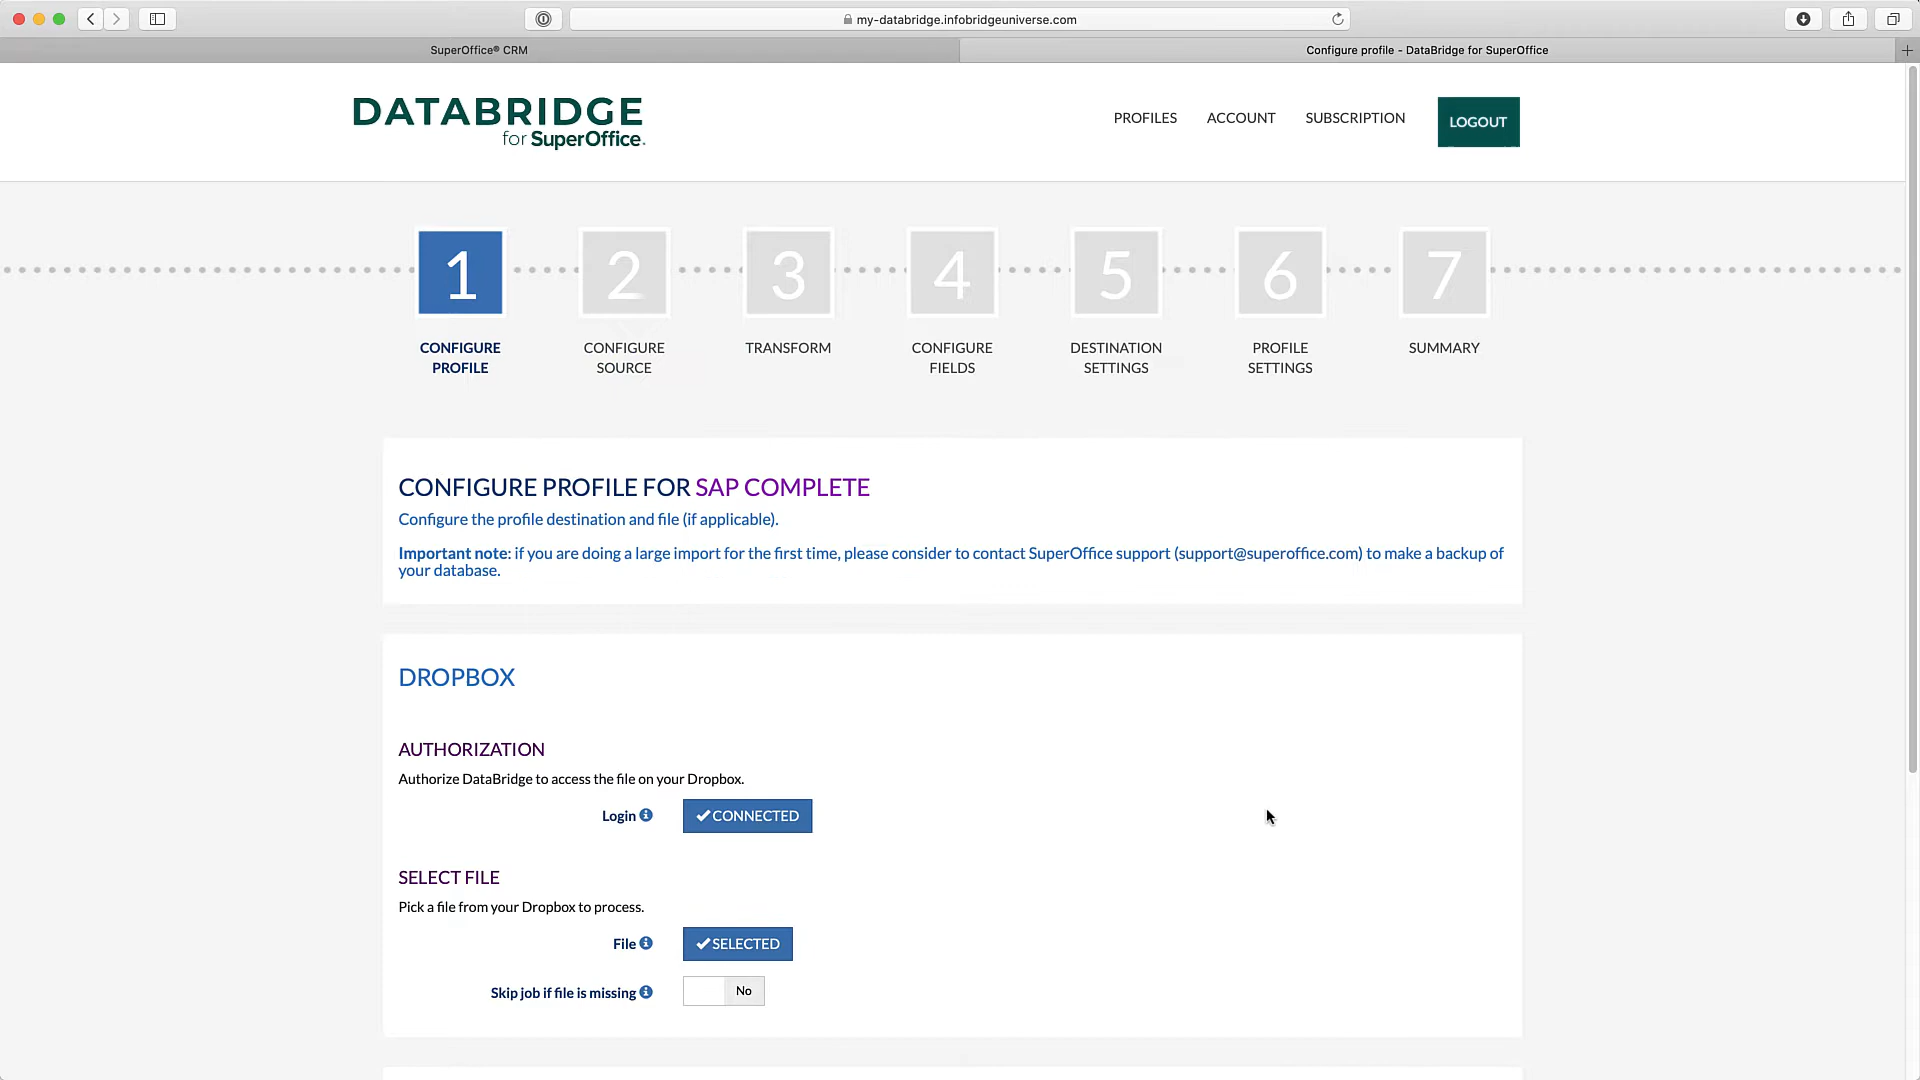 my-databridge.infobridgeuniverse.com
SuperOffice® CRM
Configure profile - DataBridge for SuperOffice
DATABRIDGE
for SuperOffice.
PROFILES
ACCOUNT
SUBSCRIPTION
LOGOUT
1
2
3
4
5
6
7
CONFIGURE
PROFILE
CONFIGURE
SOURCE
TRANSFORM
CONFIGURE
FIELDS
DESTINATION
SETTINGS
PROFILE
SETTINGS
SUMMARY
CONFIGURE PROFILE FOR SAP COMPLETE
Configure the profile destination and file (if applicable).
Important note: if you are doing a large import for the first time, please consider to contact SuperOffice support (support@superoffice.com) to make a backup of
your database.
DROPBOX
AUTHORIZATION
Authorize DataBridge to access the file on your Dropbox.
Login
CONNECTED
SELECT FILE
Pick a file from your Dropbox to process.
File
SELECTED
Skip job if file is missing
No